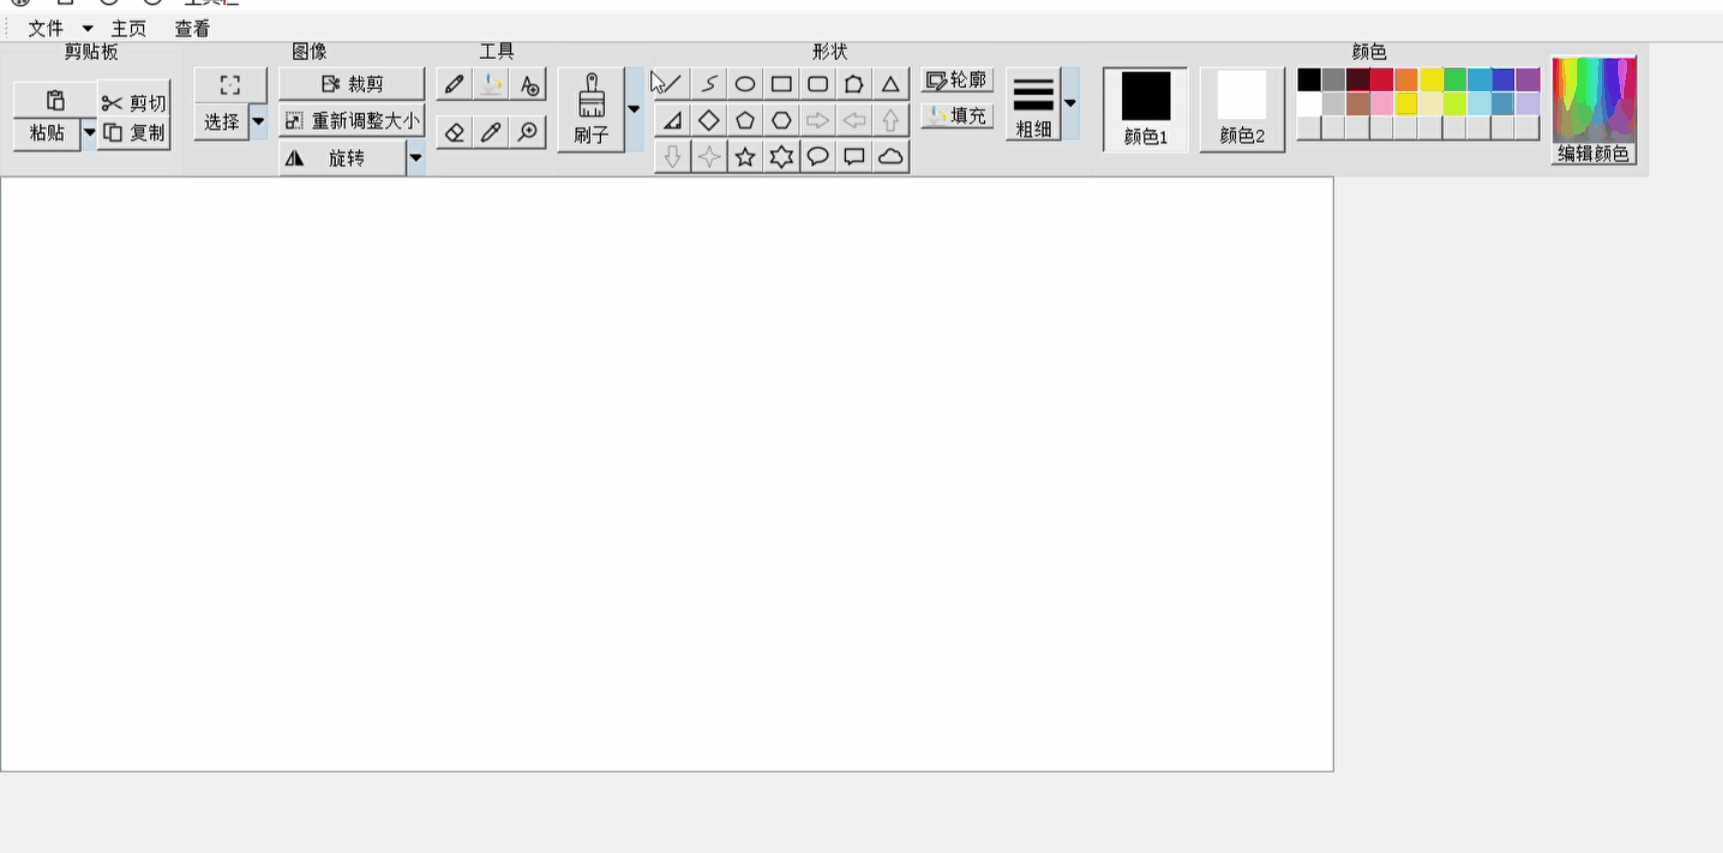 文件 主页 查看
剪贴板 图像 工具 形状 颜色
粘贴 剪切 复制
选择 裁剪 重新调整大小 旋转
刷子
轮廓 填充
粗细
颜色1 颜色2
编辑颜色